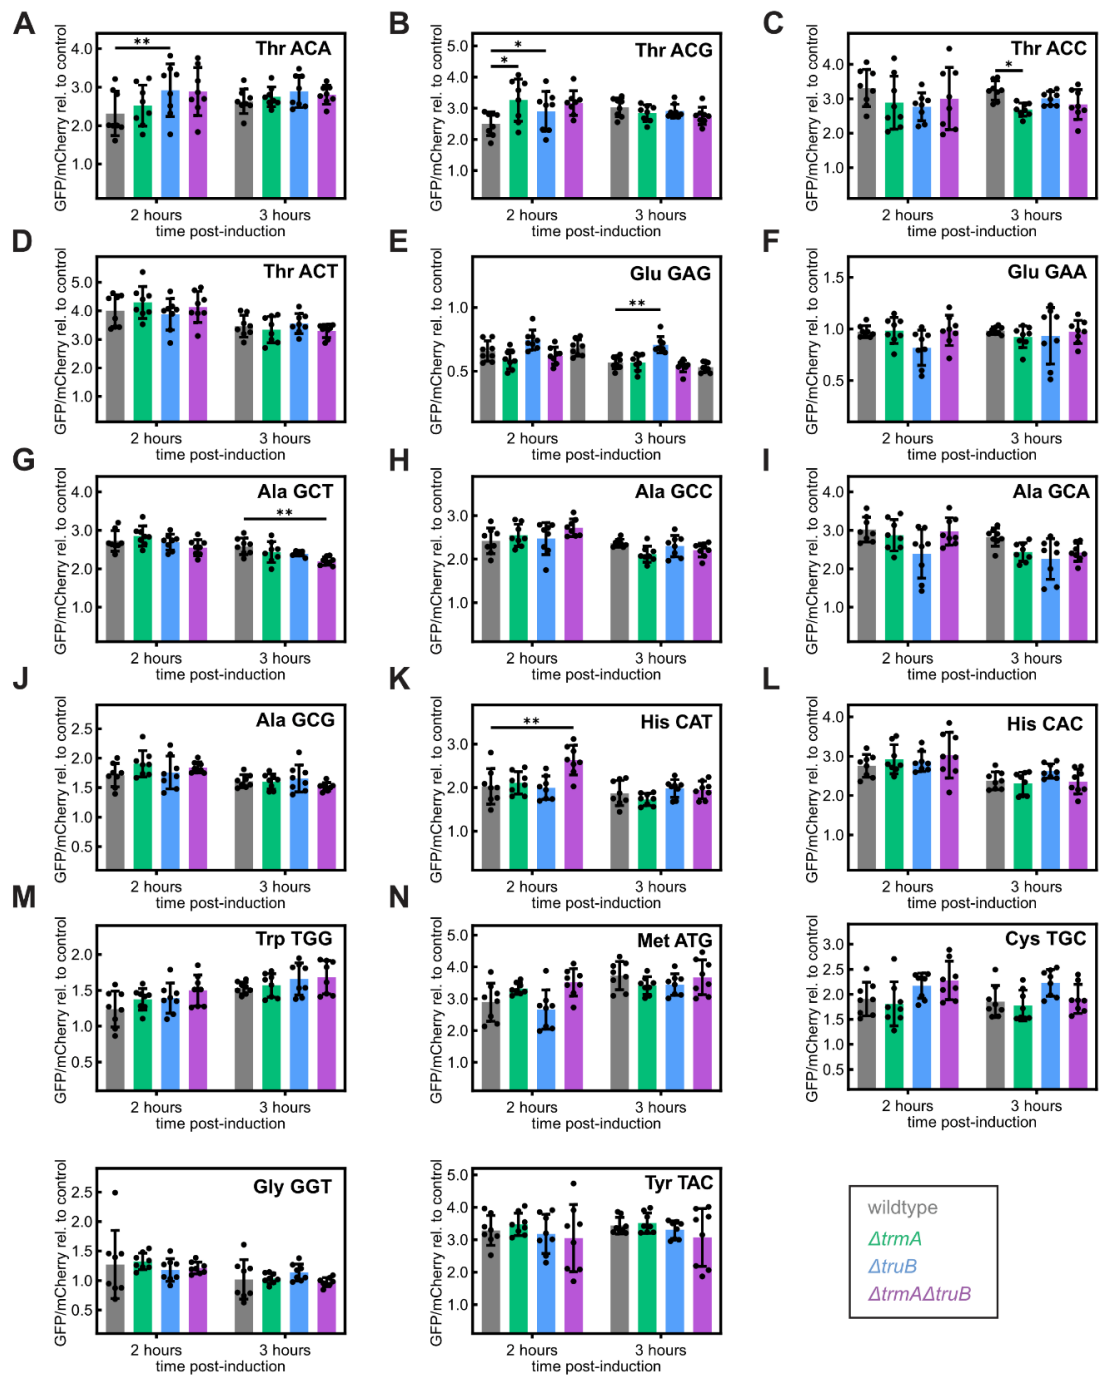 A
B
C
GFP/mCherry rel. to control
4.0
3.0
2.0
1.0
**
Thr ACA
2 hours
3 hours
time post-induction
GFP/mCherry rel. to control
5.0
4.0
3.0
2.0
1.0
*
*
Thr ACG
2 hours
3 hours
time post-induction
GFP/mCherry rel. to control
4.0
3.0
2.0
1.0
*
Thr ACC
2 hours
3 hours
time post-induction
D
E
F
GFP/mCherry rel. to control
5.0
4.0
3.0
2.0
1.0
Thr ACT
2 hours
3 hours
time post-induction
GFP/mCherry rel. to control
1.0
0.5
**
Glu GAG
2 hours
3 hours
time post-induction
GFP/mCherry rel. to control
1.5
1.0
0.5
Glu GAA
2 hours
3 hours
time post-induction
G
H
I
GFP/mCherry rel. to control
4.0
3.0
2.0
1.0
Ala GCT
**
2 hours
3 hours
time post-induction
GFP/mCherry rel. to control
3.0
2.0
1.0
Ala GCC
2 hours
3 hours
time post-induction
GFP/mCherry rel. to control
4.0
3.0
2.0
1.0
Ala GCA
2 hours
3 hours
time post-induction
J
K
L
GFP/mCherry rel. to control
2.5
2.0
1.5
1.0
0.5
Ala GCG
2 hours
3 hours
time post-induction
GFP/mCherry rel. to control
3.0
2.0
1.0
**
His CAT
2 hours
3 hours
time post-induction
GFP/mCherry rel. to control
4.0
3.0
2.0
1.0
His CAC
2 hours
3 hours
time post-induction
M
N
GFP/mCherry rel. to control
2.0
1.5
1.0
0.5
Trp TGG
2 hours
3 hours
time post-induction
GFP/mCherry rel. to control
5.0
4.0
3.0
2.0
1.0
Met ATG
2 hours
3 hours
time post-induction
GFP/mCherry rel. to control
3.0
2.5
2.0
1.5
1.0
0.5
Cys TGC
2 hours
3 hours
time post-induction
GFP/mCherry rel. to control
2.5
2.0
1.5
1.0
0.5
Gly GGT
2 hours
3 hours
time post-induction
GFP/mCherry rel. to control
5.0
4.0
3.0
2.0
1.0
Tyr TAC
2 hours
3 hours
time post-induction
wildtype
ΔtrmA
ΔtruB
ΔtrmAΔtruB